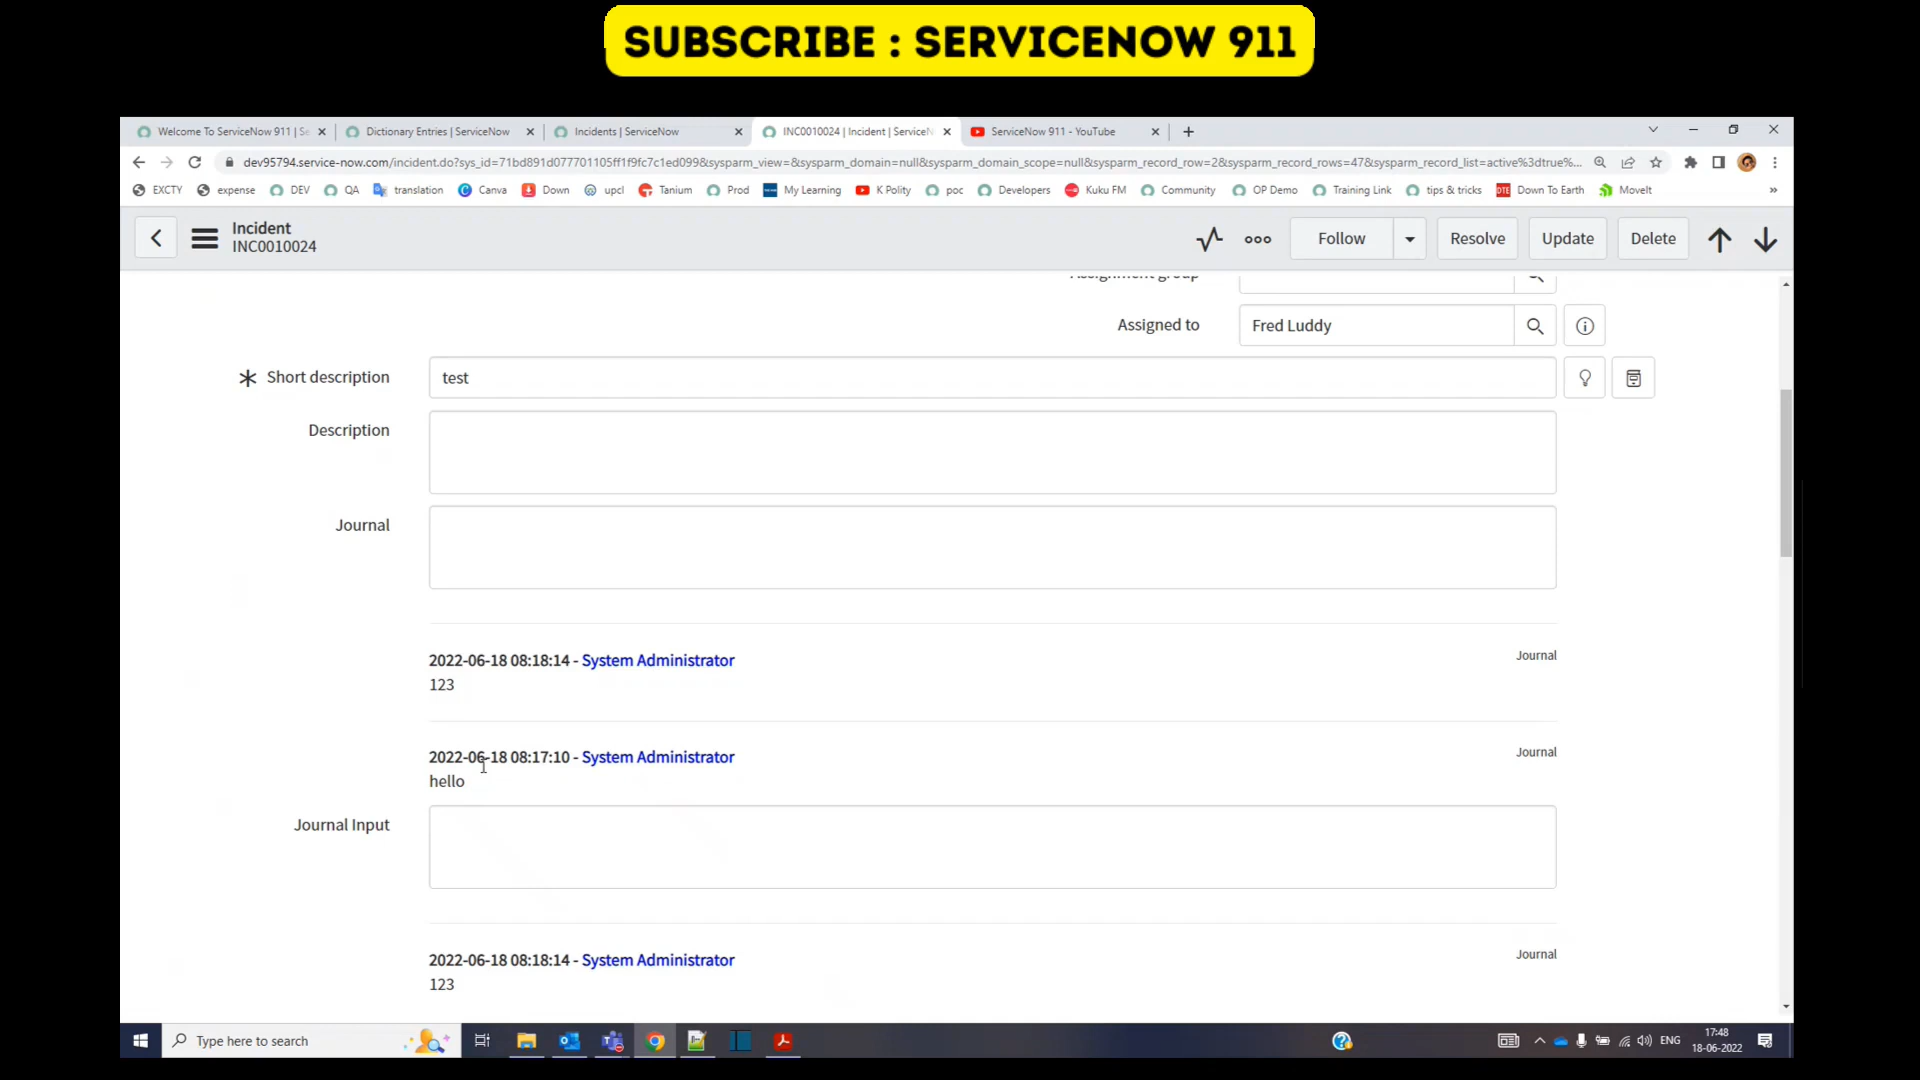 SUBSCRIBE : SERVICENOW 911
Welcome To ServiceNow 911 | Se
Dictionary Entries | ServiceNow
Incidents | ServiceNow
INC0010024 | Incident | ServiceN
ServiceNow 911 - YouTube
dev95794.service-now.com/incident.do?sys_id=71bd891d077701105ff1f9fc7c1ed099&sysparm_view=&sysparm_domain=null&sysparm_domain_scope=null&sysparm_record_row=2&sysparm_record_rows=47&sysparm_record_list=active%3dtrue%...
EXCTY
expense
DEV
QA
translation
Canva
Down
upcl
Tanium
Prod
My Learning
K Polity
poc
Developers
Kuku FM
Community
OP Demo
Training Link
tips & tricks
DTE
Down To Earth
MoveIt
»
Incident
INC0010024
Follow
Resolve
Update
Delete
Assignment group
Assigned to
Fred Luddy
Short description
test
Description
Journal
2022-06-18 08:18:14 - System Administrator
Journal
123
2022-06-18 08:17:10 - System Administrator
Journal
hello
Journal Input
2022-06-18 08:18:14 - System Administrator
Journal
123
Type here to search
ENG
17:48
18-06-2022